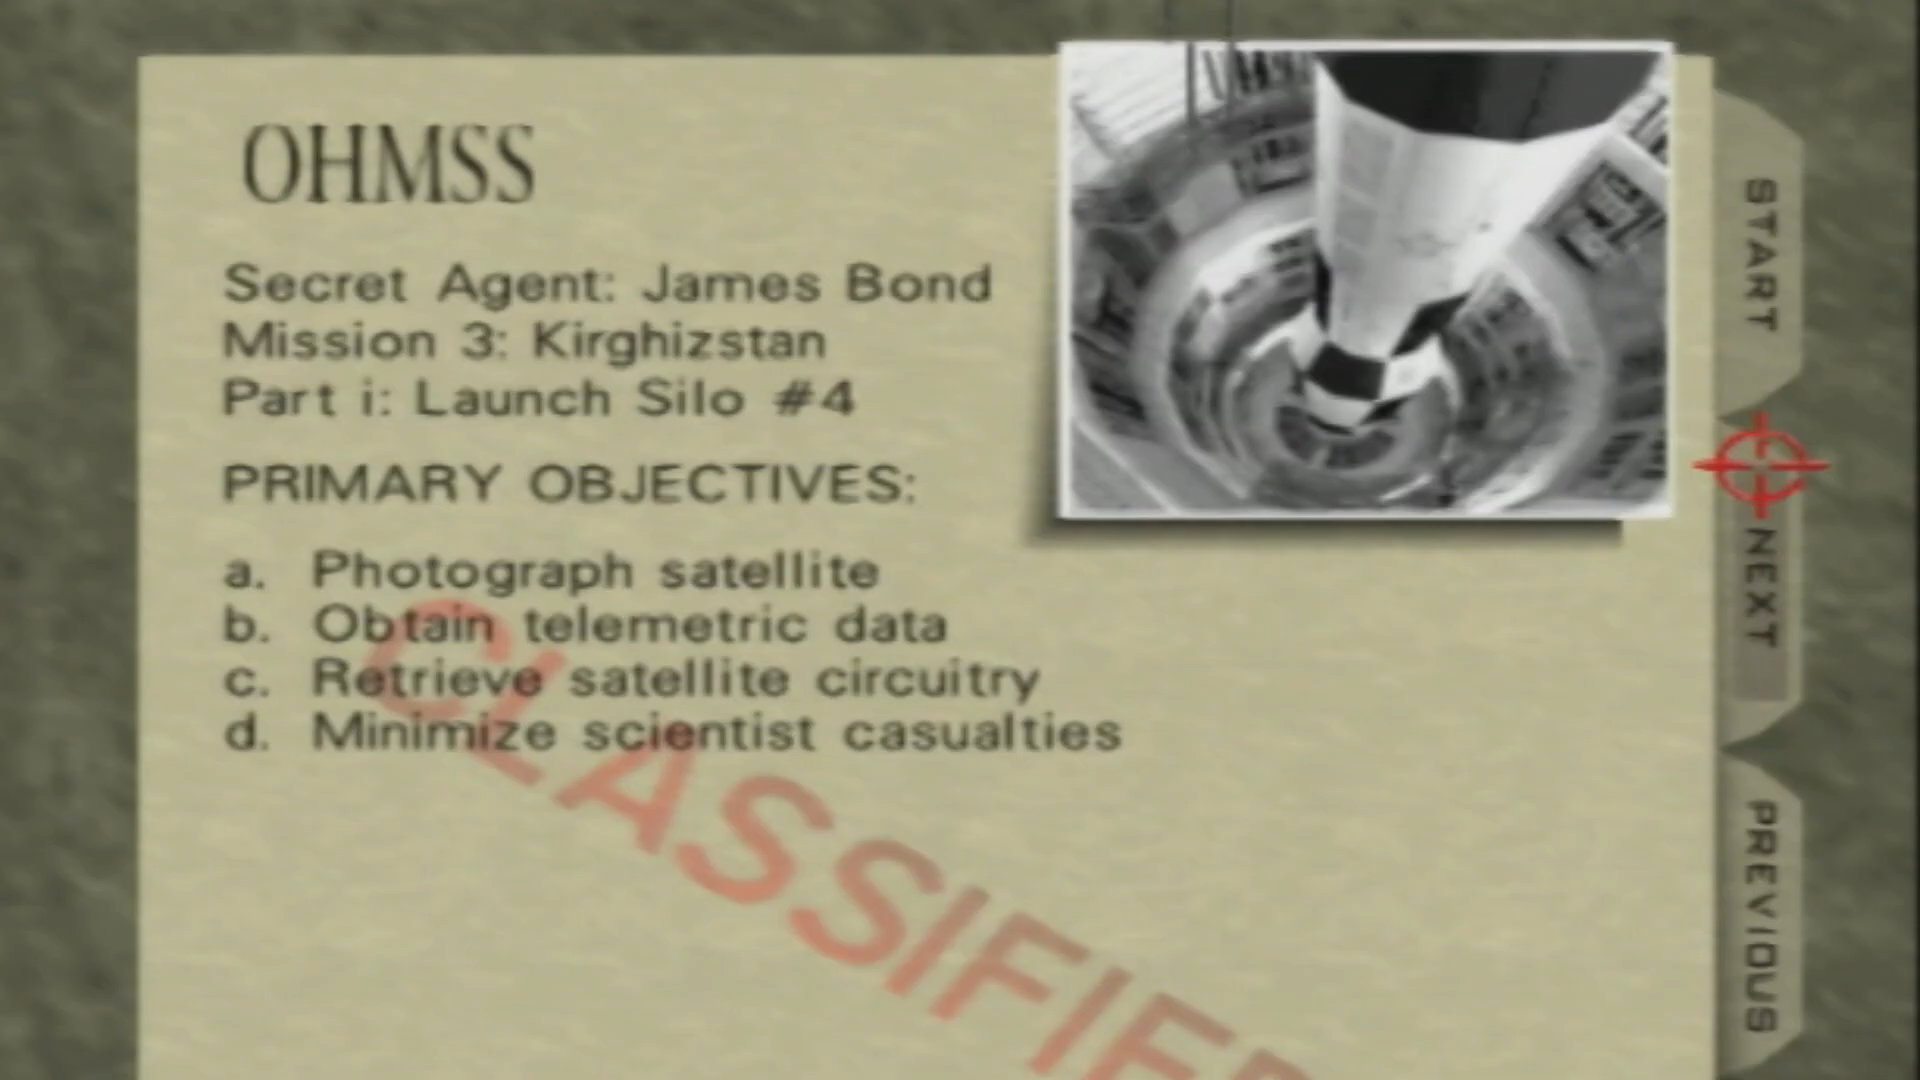 OHMSS
Secret Agent: James Bond
Mission 3: Kirghizstan
Part i: Launch Silo #4
PRIMARY OBJECTIVES:
a. Photograph satellite
b. Obtain telemetric data
c. Retrieve satellite circuitry
d. Minimize scientist casualties
CLASSIFIE
START
NEXT
PREVIOUS